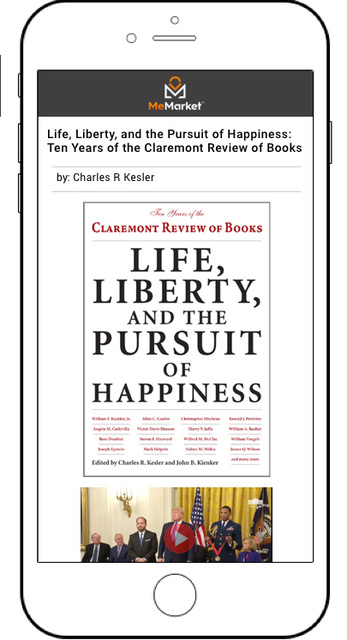 MeMarket
Life, Liberty, and the Pursuit of Happiness:
Ten Years of the Claremont Review of Books
by: Charles R Kesler
Ten Years of the
CLAREMONT REVIEW OF BOOKS
LIFE,
LIBERTY,
AND THE
PURSUIT
OF
HAPPINESS
William F. Buckley, Jr. Allen C. Guelzo Christopher Hitchens Ronald J. Pestritto
Angelo M. Codevilla Victor Davis Hanson Harry V. Jaffa William A. Rusher
Ross Douthat Steven F. Hayward Wilfred M. McClay William Voegeli
Joseph Epstein Mark Helprin Sidney M. Milkis James Q. Wilson
and many more
Edited by Charles R. Kesler and John B. Kienker